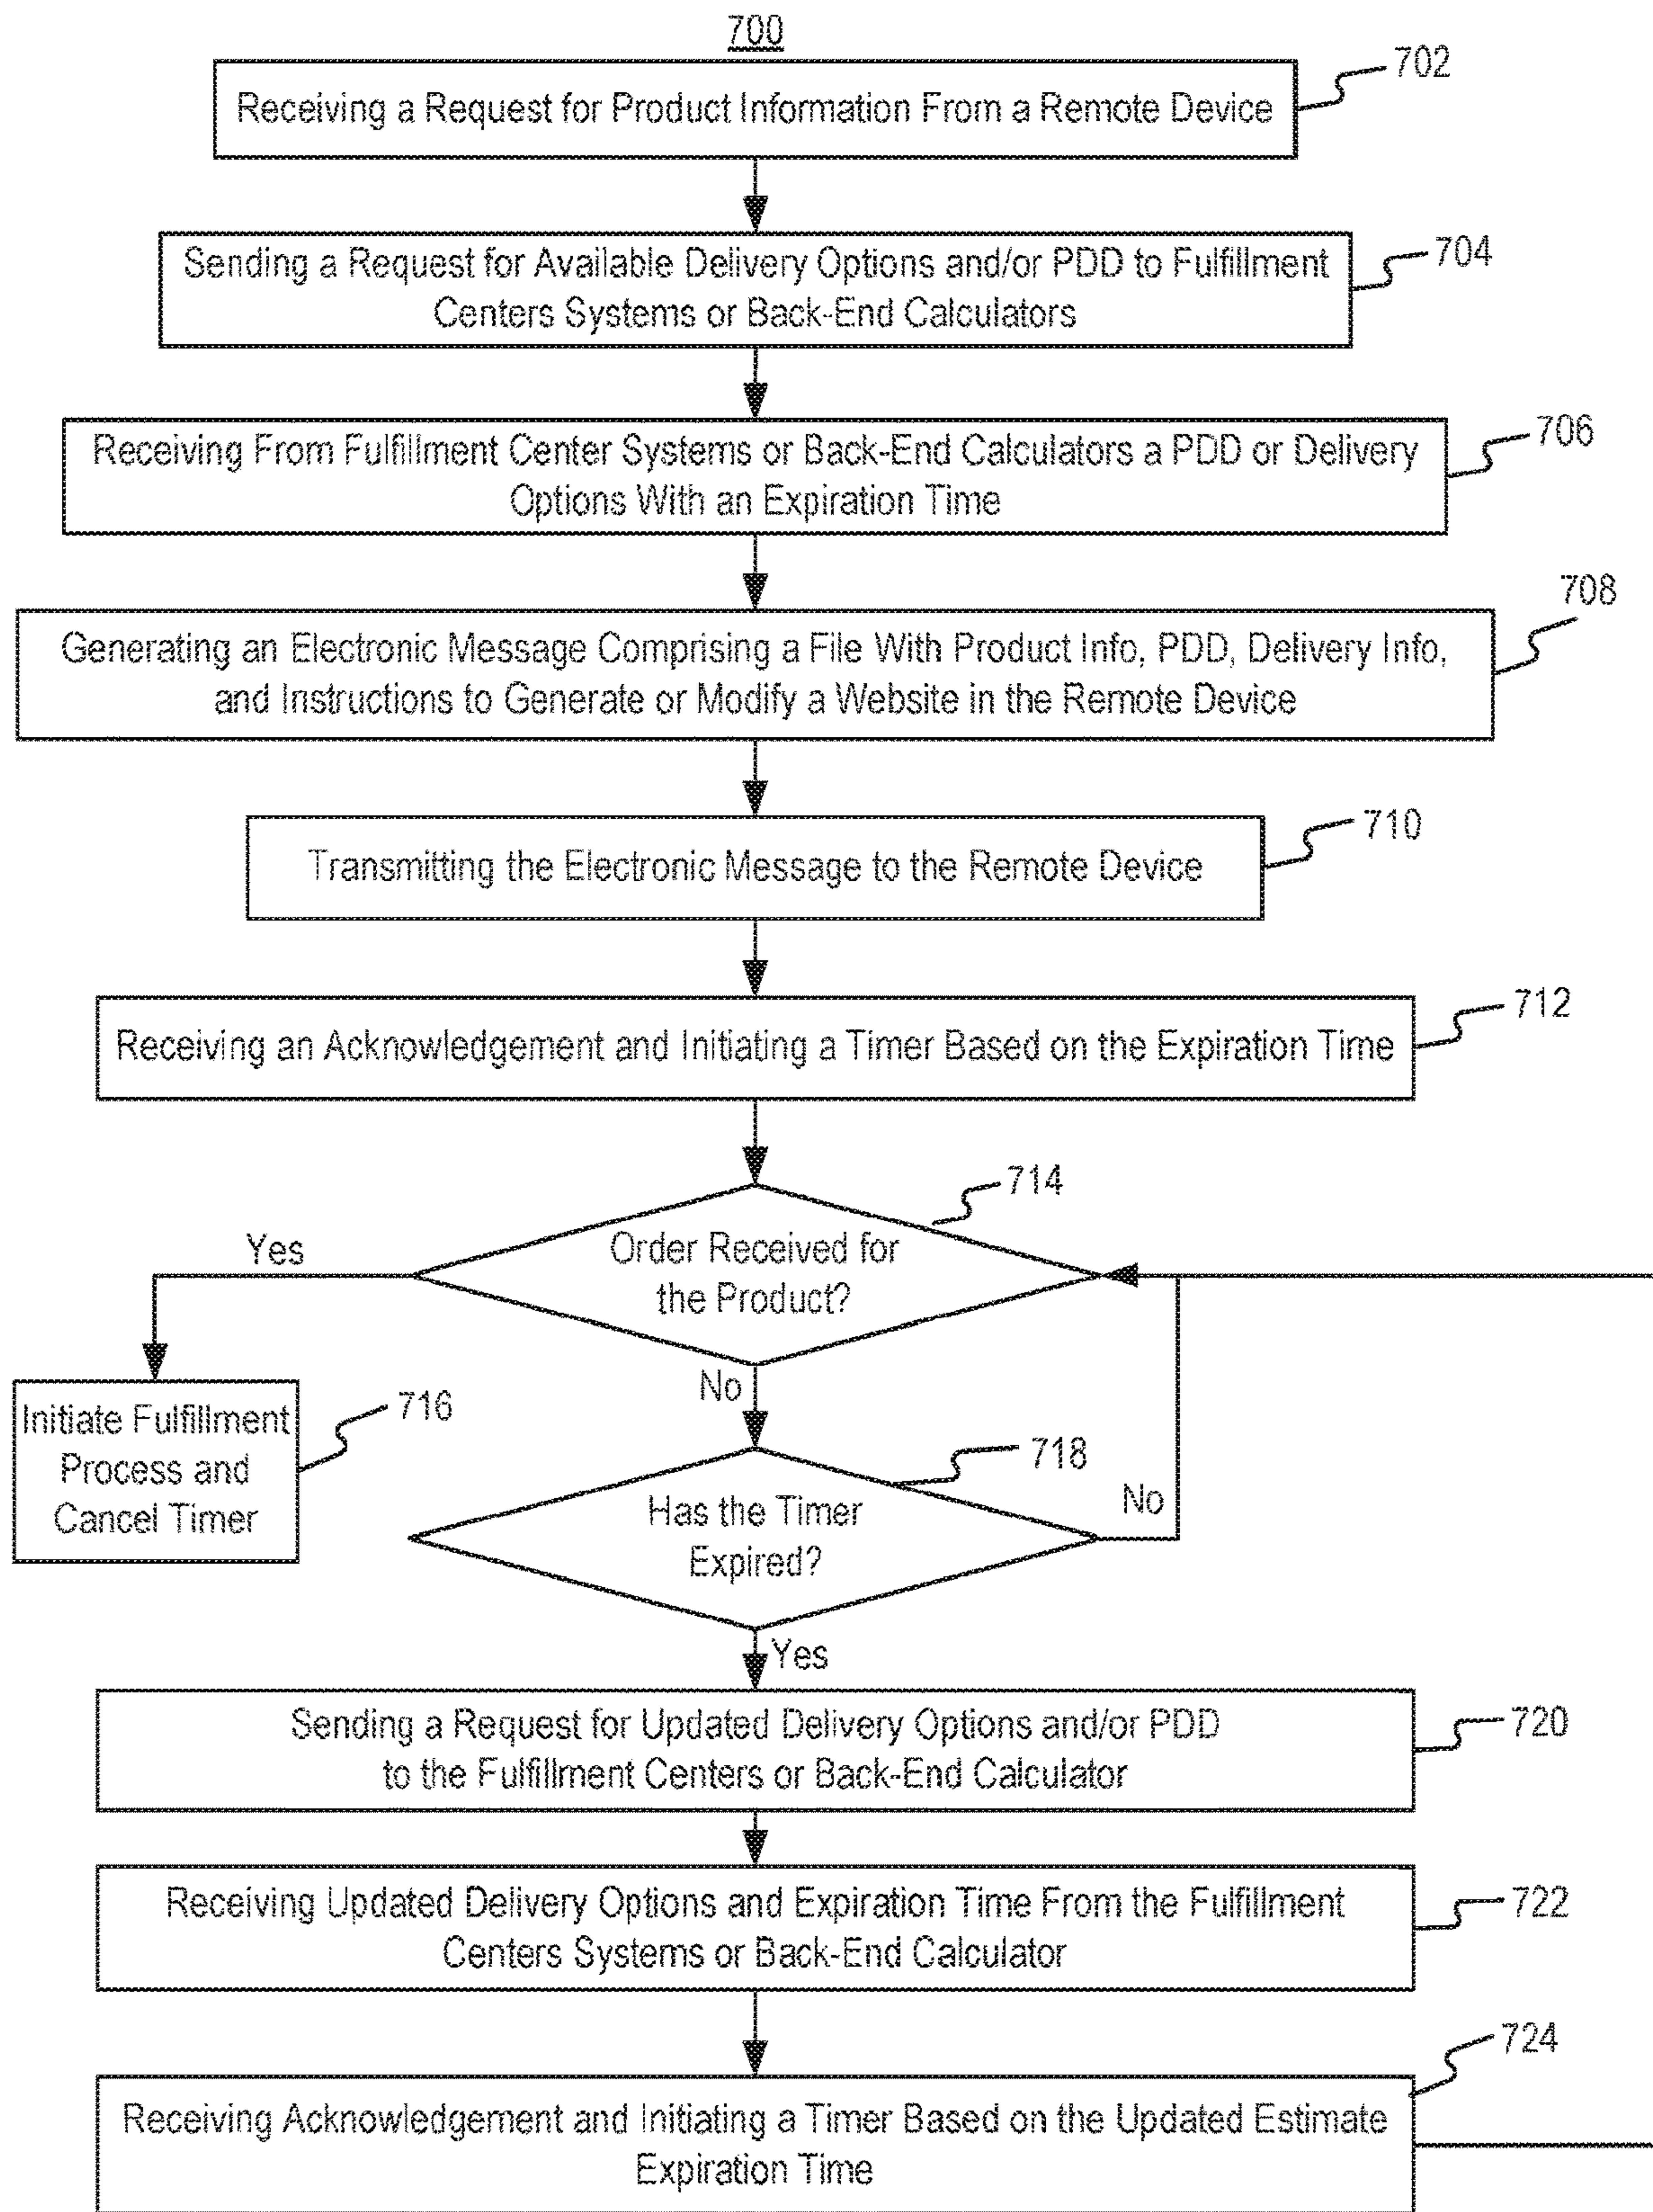 700
Receiving a Request for Product Information From a Remote Device
702
Sending a Request for Available Delivery Options and/or PDD to Fulfillment
Centers Systems or Back-End Calculators
704
Receiving From Fulfillment Center Systems or Back-End Calculators a PDD or Delivery
Options With an Expiration Time
706
Generating an Electronic Message Comprising a File With Product Info, PDD, Delivery Info,
and Instructions to Generate or Modify a Website in the Remote Device
708
Transmitting the Electronic Message to the Remote Device
710
Receiving an Acknowledgement and Initiating a Timer Based on the Expiration Time
712
Order Received for
the Product?
714
Yes
No
Initiate Fulfillment
Process and
Cancel Timer
716
Has the Timer
Expired?
718
No
Yes
Sending a Request for Updated Delivery Options and/or PDD
to the Fulfillment Centers or Back-End Calculator
720
Receiving Updated Delivery Options and Expiration Time From the Fulfillment
Centers Systems or Back-End Calculator
722
Receiving Acknowledgement and Initiating a Timer Based on the Updated Estimate
Expiration Time
724